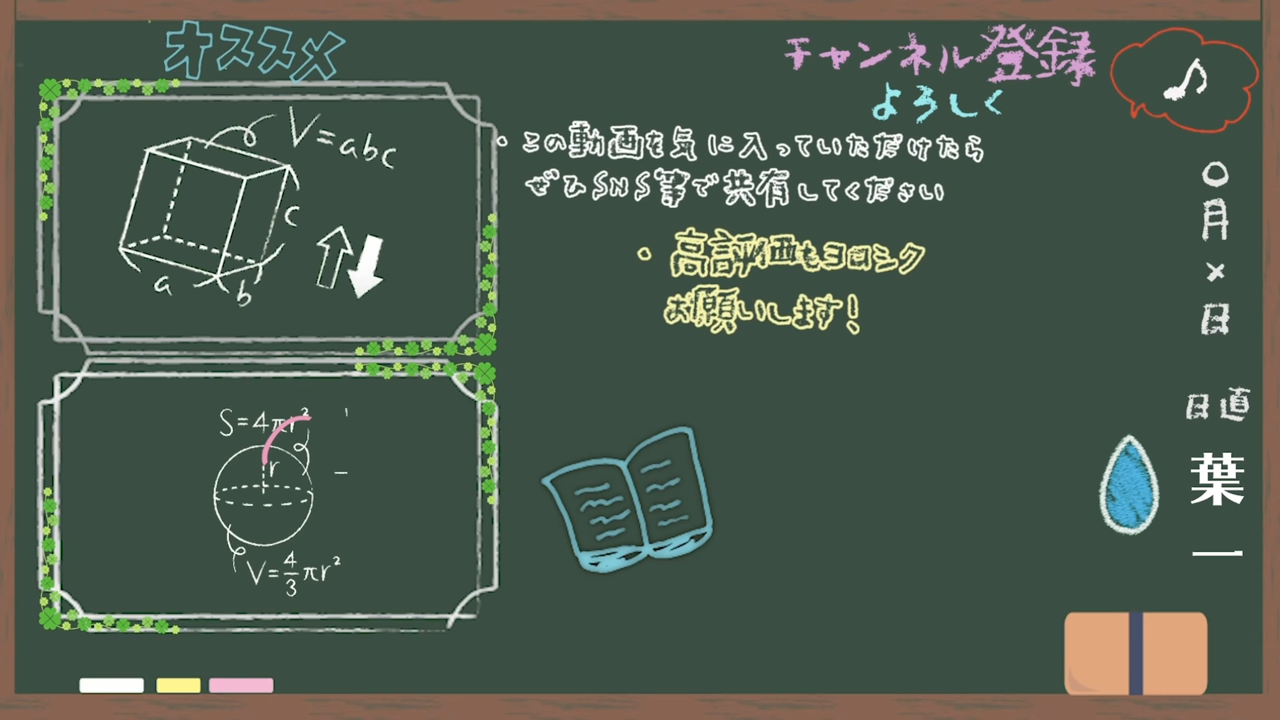 オススメ
V=abc
c
a
b
S=4πr²
r
V=4/3πr²
チャンネル登録
よろしく
・この動画を気に入っていただけたら
ぜひSNS等で共有してください
・高評価もヨロシク
お願いします!
〇月×日
日直
葉一